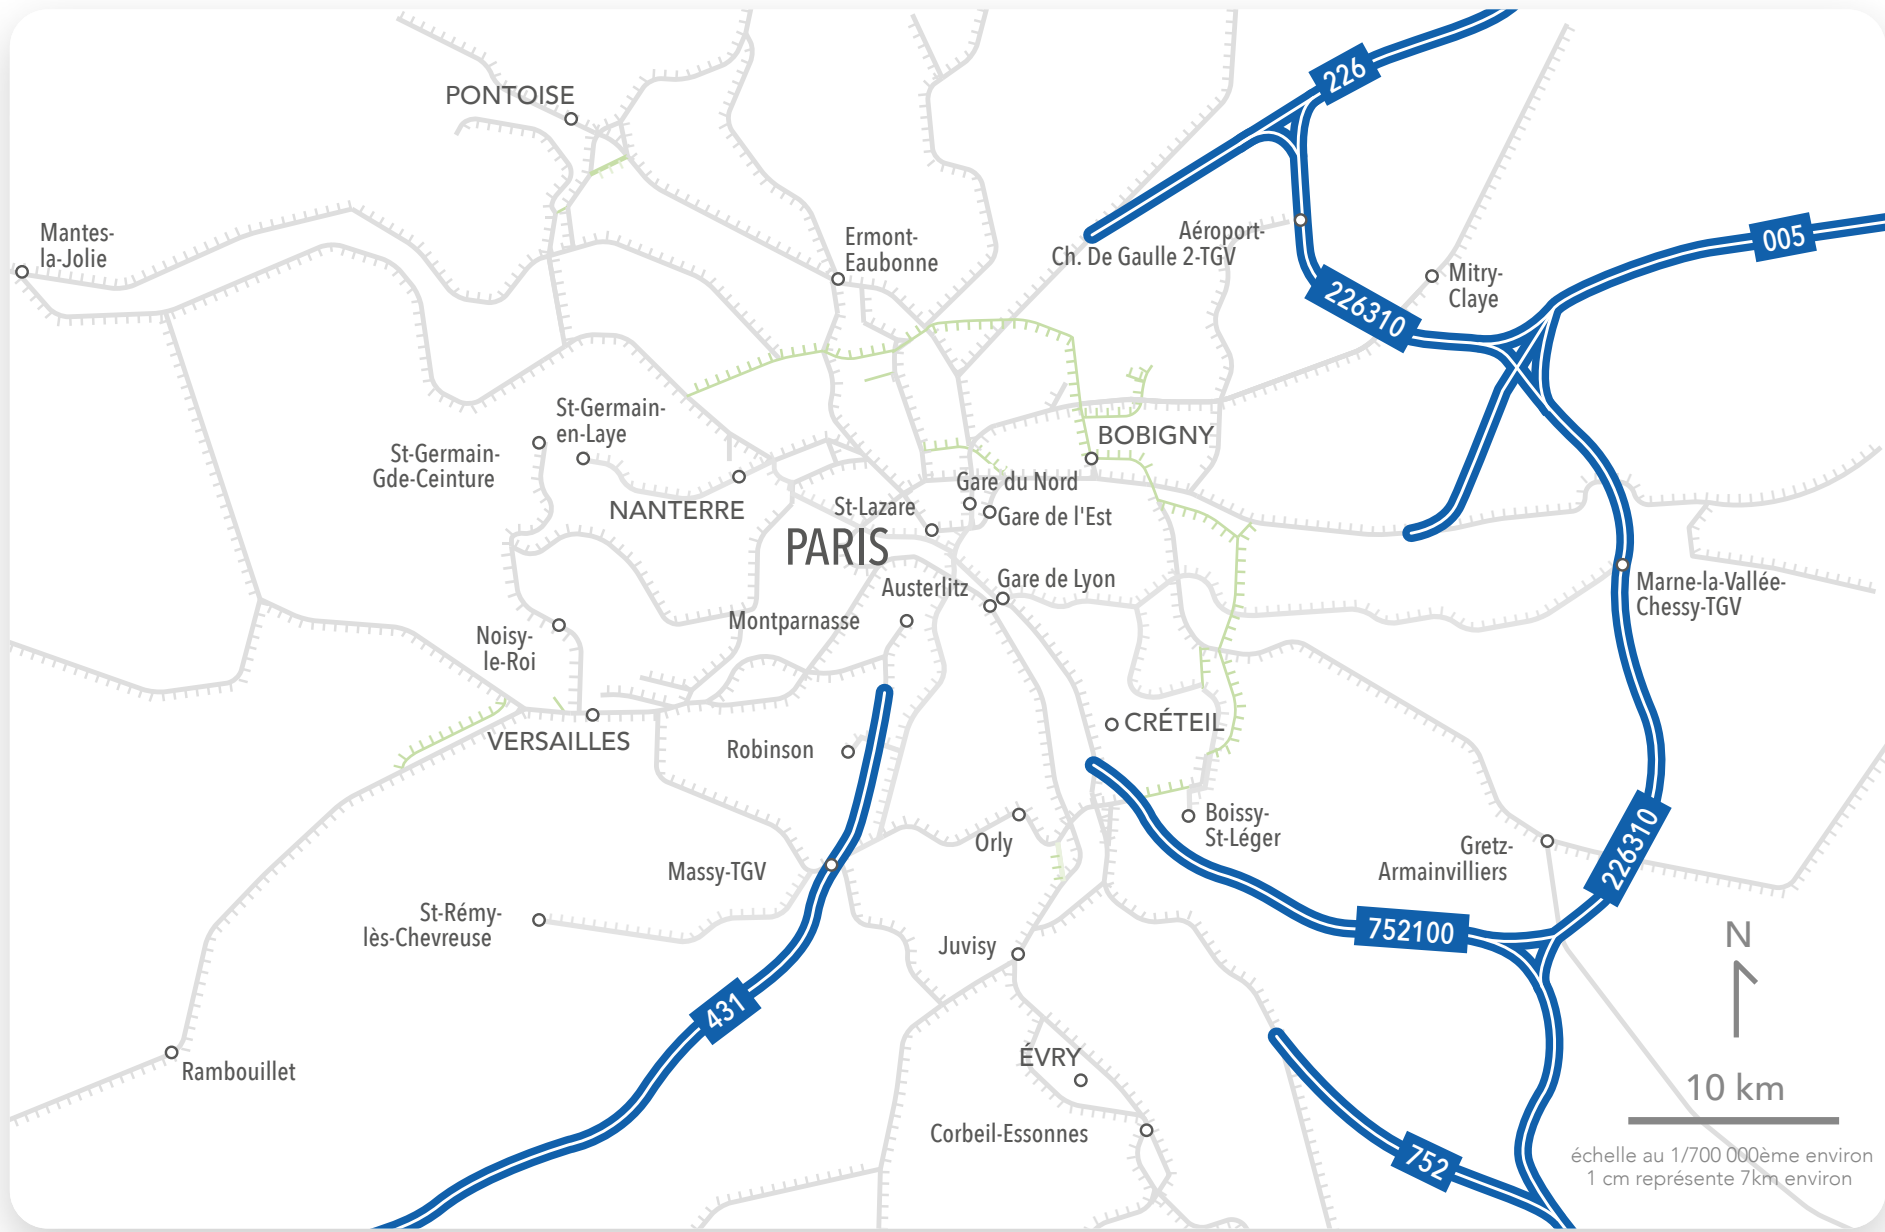 226
PONTOISE
Mantes-
la-Jolie
Ermont-
Eaubonne
Aéroport-
Ch. De Gaulle 2-TGV
005
Mitry-
Claye
226310
St-Germain-
en-Laye
St-Germain-
Gde-Ceinture
BOBIGNY
NANTERRE
Gare du Nord
St-Lazare
Gare de l'Est
PARIS
Austerlitz
Gare de Lyon
Marne-la-Vallée-
Chessy-TGV
Montparnasse
Noisy-
le-Roi
VERSAILLES
CRÉTEIL
Robinson
Orly
Boissy-
St-Léger
Gretz-
Armainvilliers
226310
Massy-TGV
St-Rémy-
lès-Chevreuse
752100
Juvisy
N
431
Rambouillet
ÉVRY
10 km
Corbeil-Essonnes
752
échelle au 1/700 000ème environ
1 cm représente 7km environ